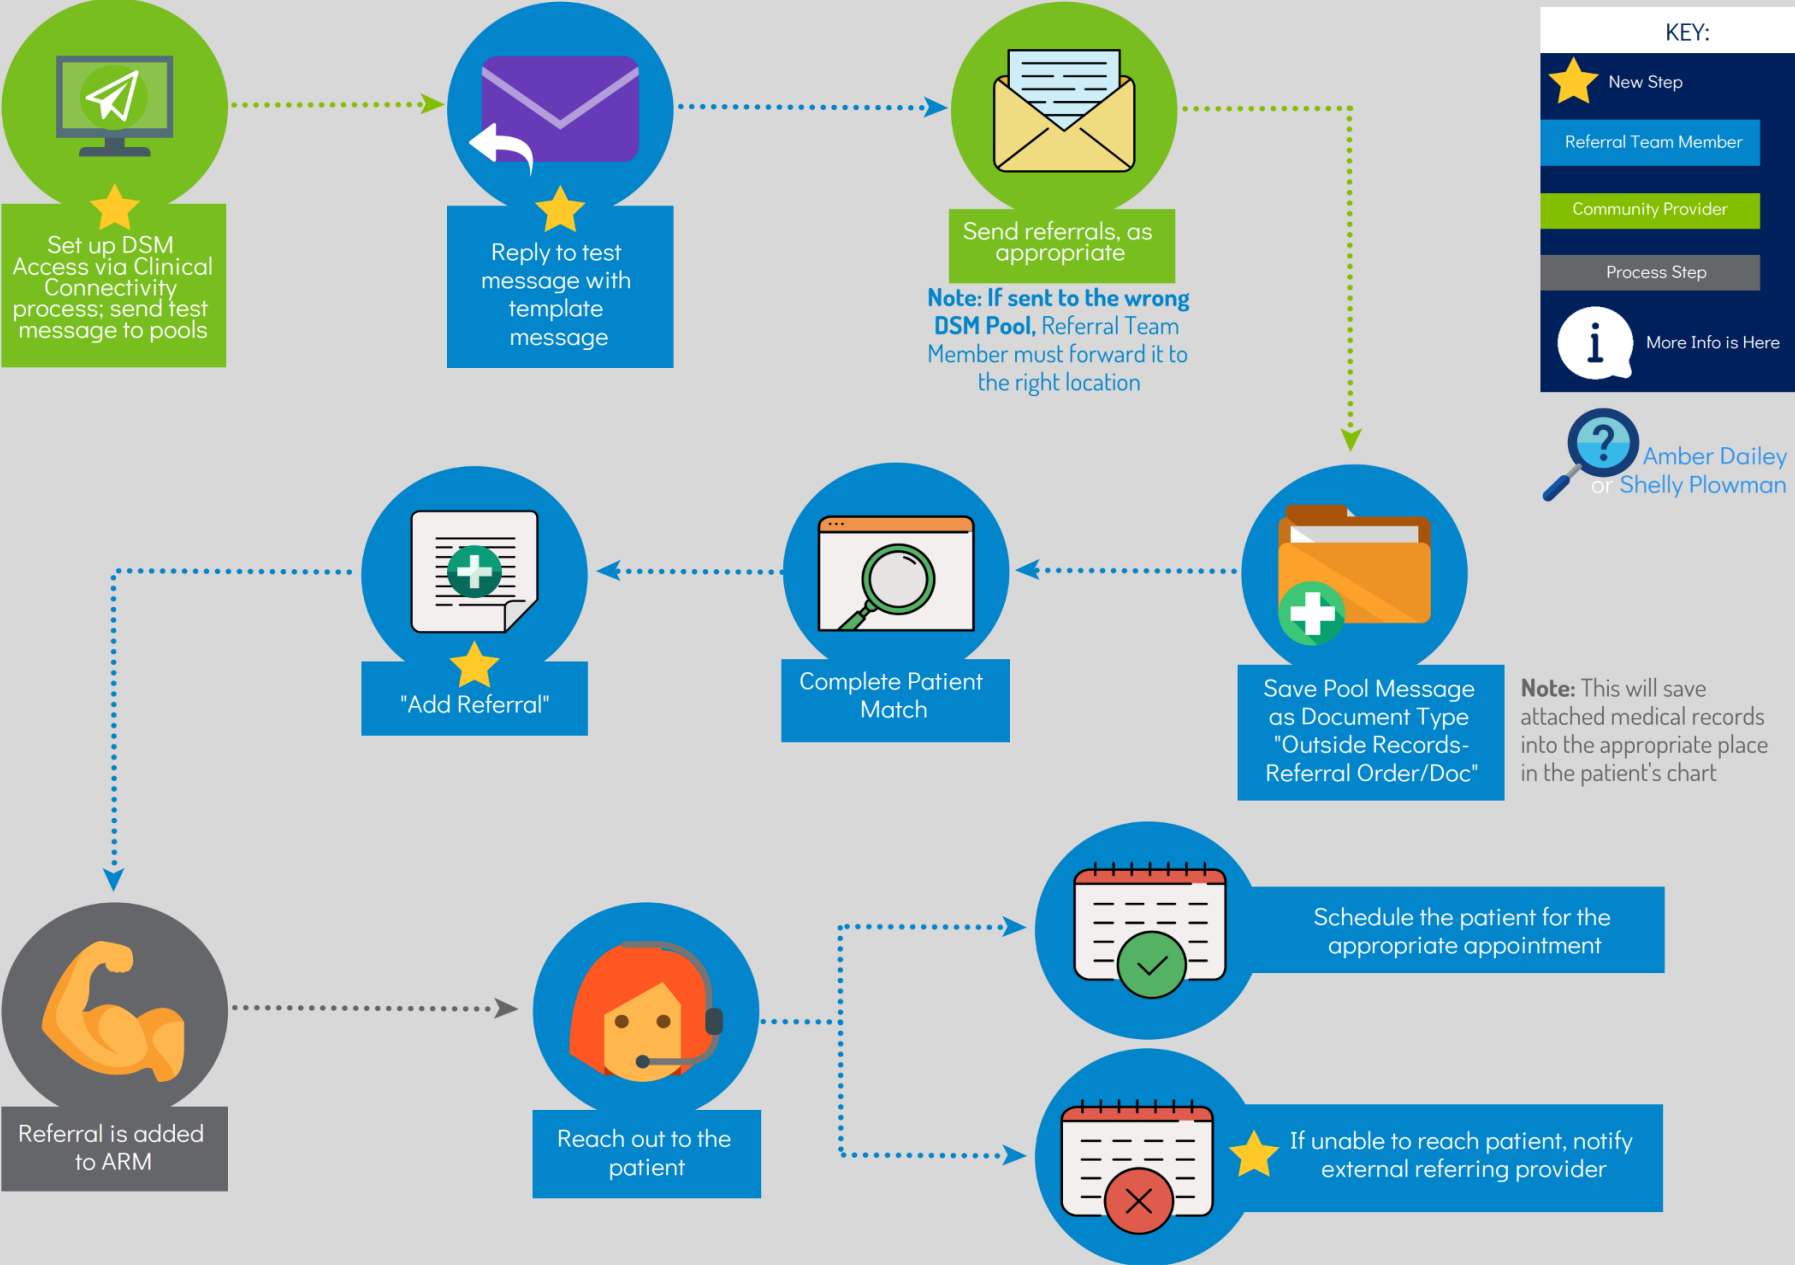 KEY:
New Step
Referral Team Member
Community Provider
Process Step
i
More Info is Here
?
Amber Dailey
or Shelly Plowman
Set up DSM
Access via Clinical
Connectivity
process; send test
message to pools
Reply to test
message with
template
message
Send referrals, as
appropriate
Note: If sent to the wrong
DSM Pool, Referral Team
Member must forward it to
the right location
Save Pool Message
as Document Type
"Outside Records-
Referral Order/Doc"
Note: This will save
attached medical records
into the appropriate place
in the patient's chart
Complete Patient
Match
"Add Referral"
Referral is added
to ARM
Reach out to the
patient
Schedule the patient for the
appropriate appointment
If unable to reach patient, notify
external referring provider